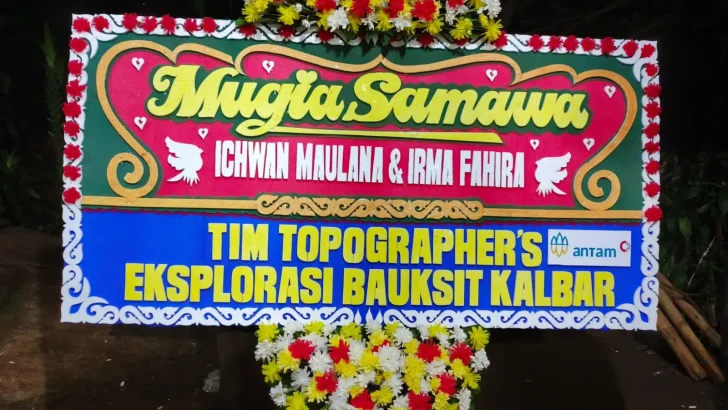 Mugia Samawa
ICHWAN MAULANA & IRMA FAHIRA
TIM TOPOGRAPHER'S
antam
EKSPLORASI BAUKSIT KALBAR